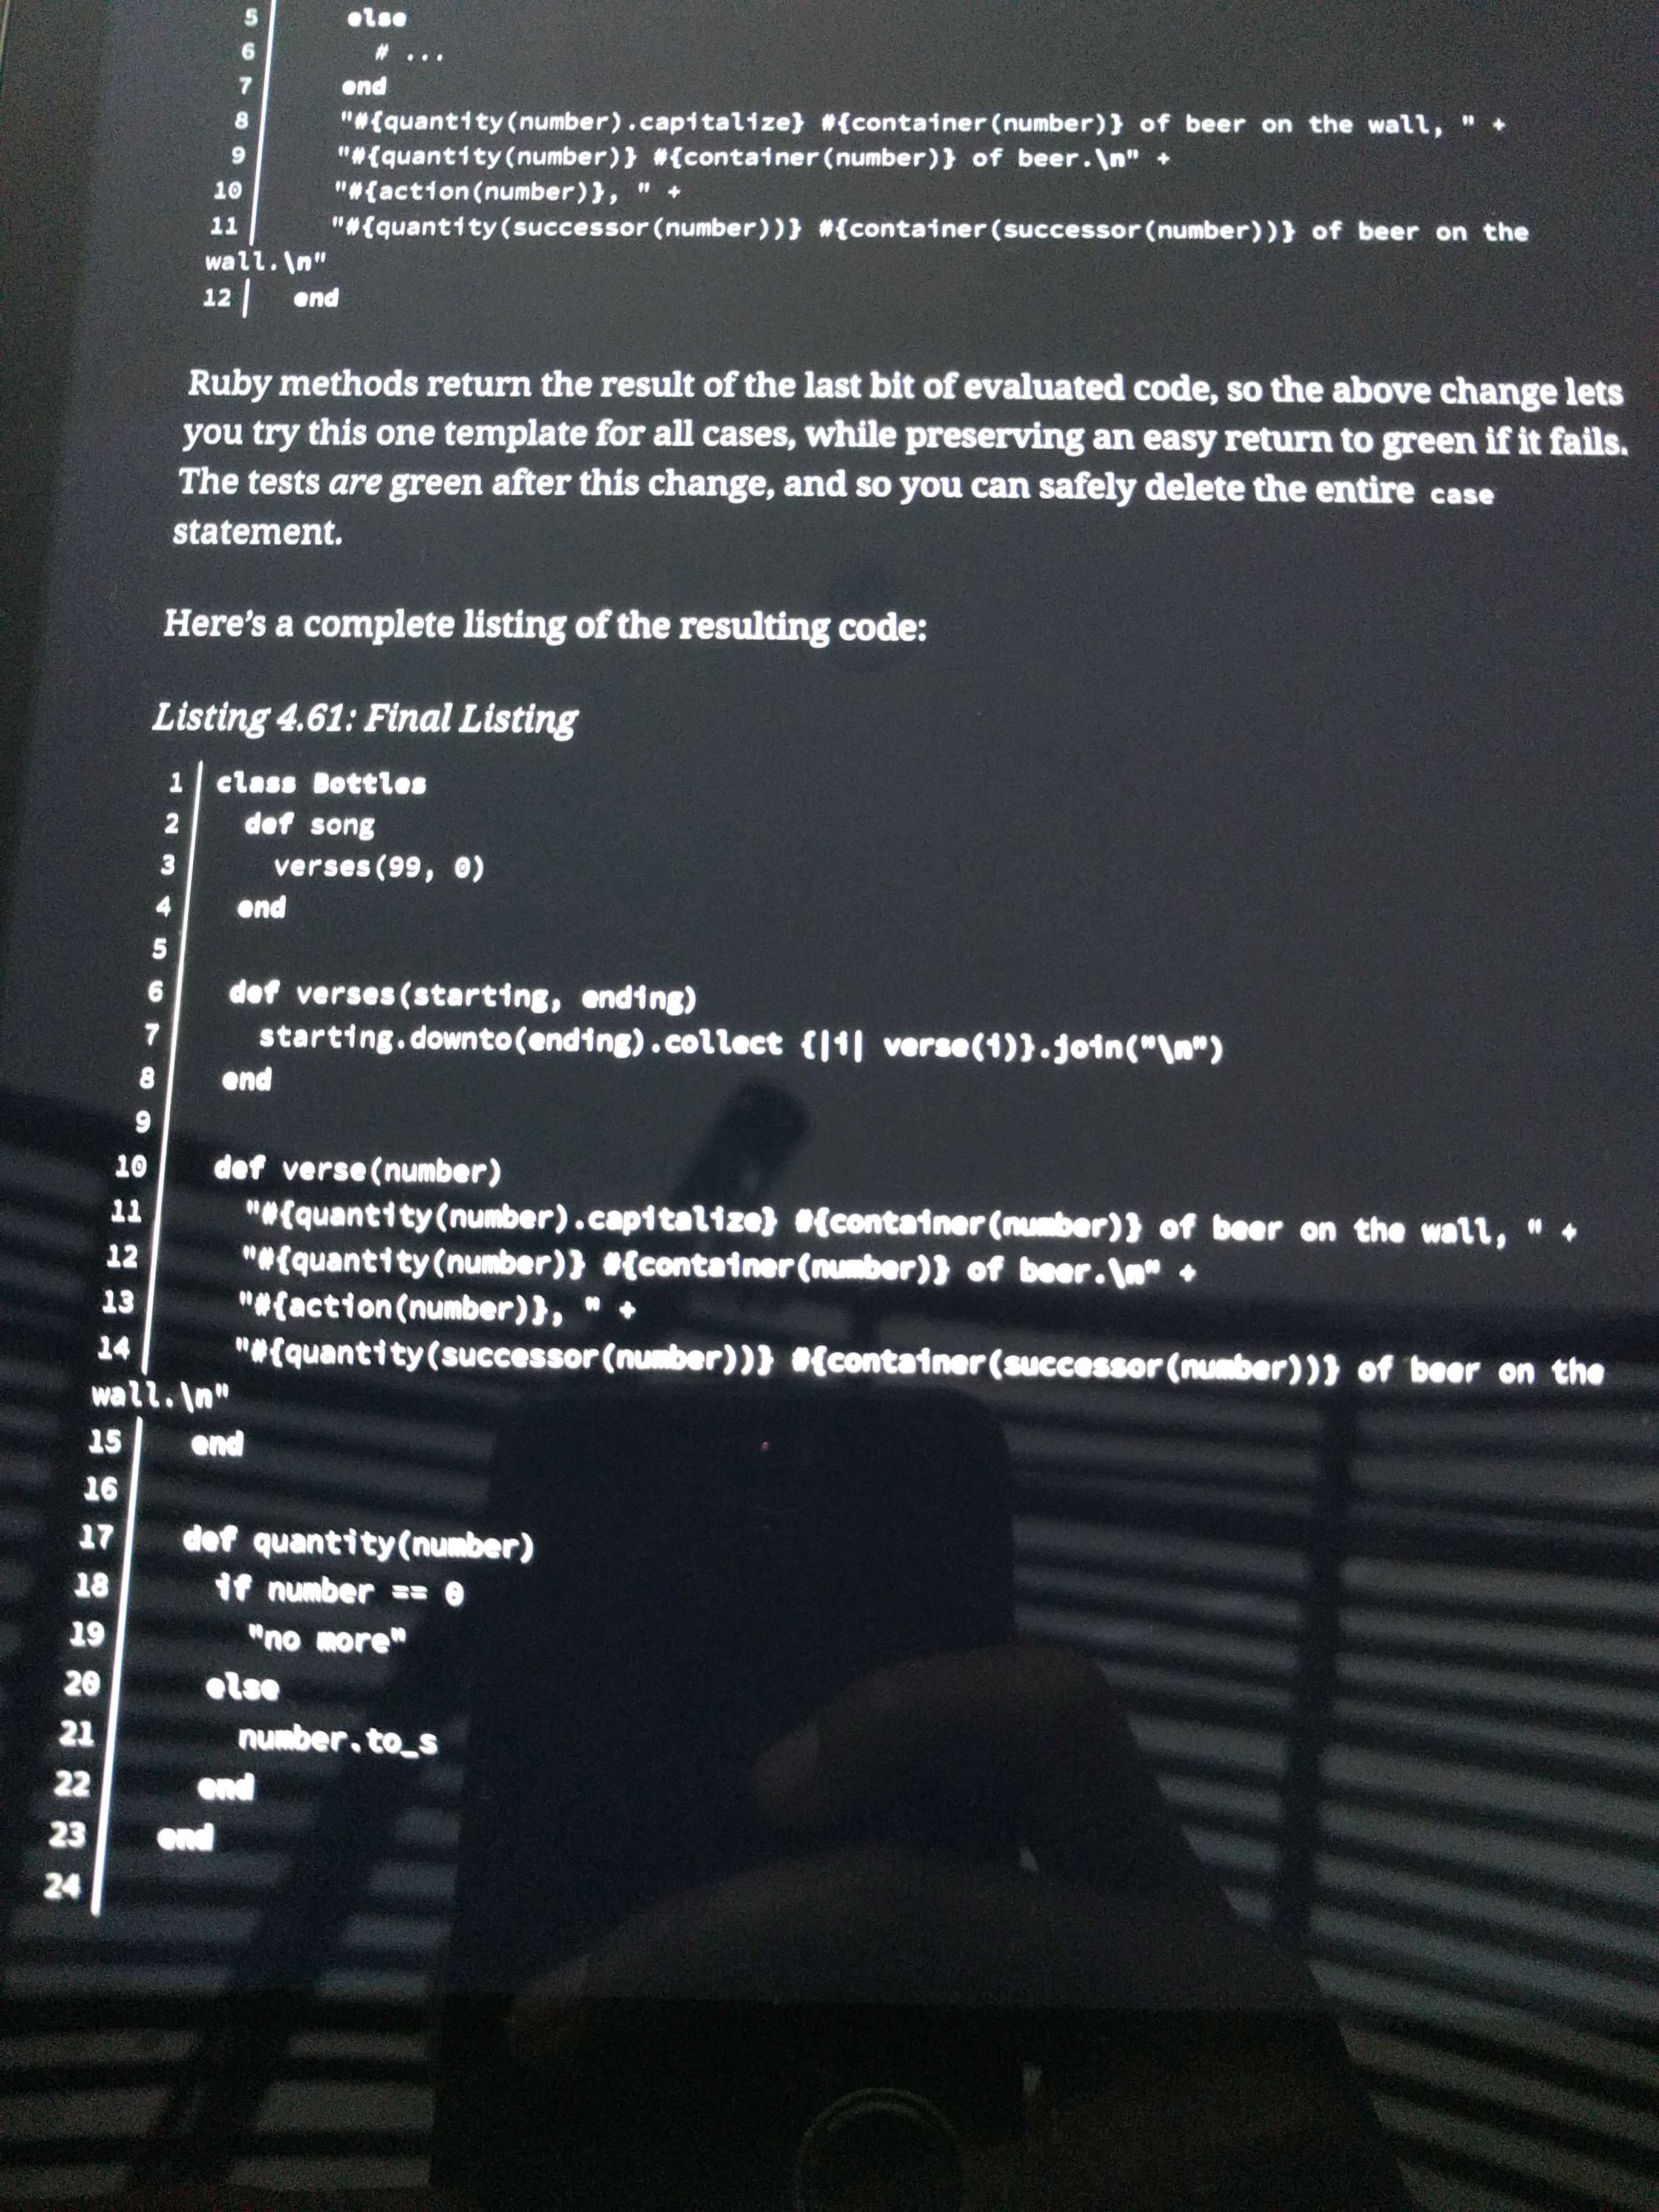 5 else
6 # ...
7 end
8 "#{quantity(number).capitalize} #{container(number)} of beer on the wall, " +
9 "#{quantity(number)} #{container(number)} of beer.\n" +
10 "#{action(number)}, " +
11 "#{quantity(successor(number))} #{container(successor(number))} of beer on the
wall.\n"
12 end
Ruby methods return the result of the last bit of evaluated code, so the above change lets
you try this one template for all cases, while preserving an easy return to green if it fails.
The tests are green after this change, and so you can safely delete the entire case
statement.
Here's a complete listing of the resulting code:
Listing 4.61: Final Listing
1 class Bottles
2 def song
3 verses(99, 0)
4 end
5
6 def verses(starting, ending)
7 starting.downto(ending).collect {|i| verse(i)}.join("\n")
8 end
9
10 def verse(number)
11 "#{quantity(number).capitalize} #{container(number)} of beer on the wall, " +
12 "#{quantity(number)} #{container(number)} of beer.\n" +
13 "#{action(number)}, " +
14 "#{quantity(successor(number))} #{container(successor(number))} of beer on the
wall.\n"
15 end
16
17 def quantity(number)
18 if number == 0
19 "no more"
20 else
21 number.to_s
22 end
23 end
24